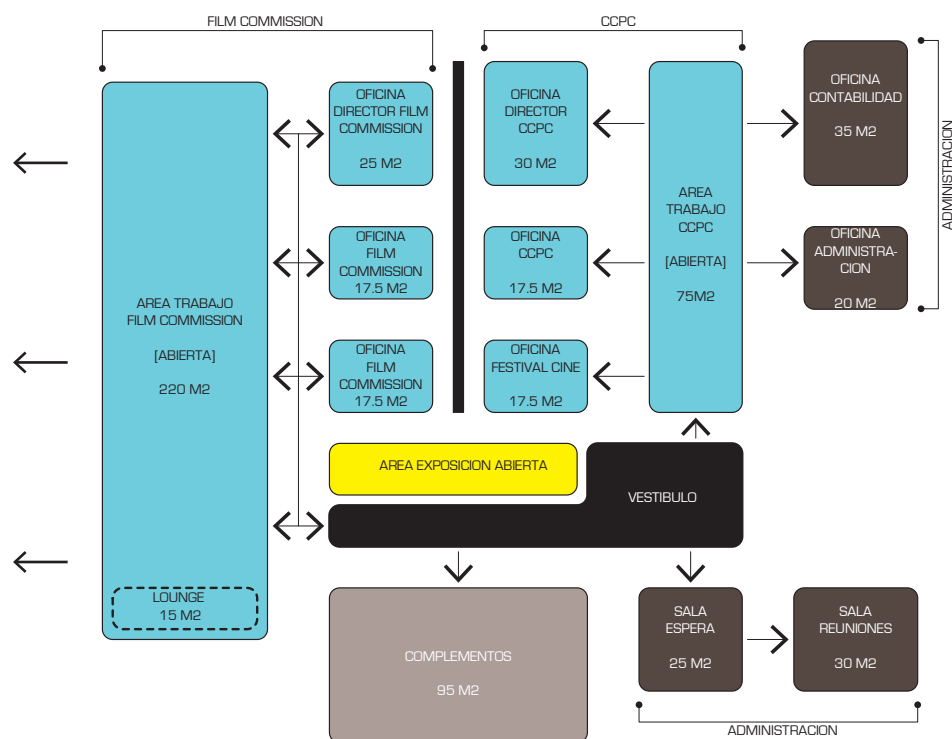 FILM COMMISSION
CCPC
OFICINA
DIRECTOR FILM
COMMISSION
25 M2
OFICINA
DIRECTOR
CCPC
30 M2
OFICINA
CONTABILIDAD
35 M2
ADMINISTRACION
AREA
TRABAJO
CCPC
[ABIERTA]
75M2
OFICINA
FILM
COMMISSION
17.5 M2
OFICINA
CCPC
17.5 M2
OFICINA
ADMINISTRA-
CION
20 M2
AREA TRABAJO
FILM COMMISSION
[ABIERTA]
220 M2
OFICINA
FILM
COMMISSION
17.5 M2
OFICINA
FESTIVAL CINE
17.5 M2
AREA EXPOSICION ABIERTA
VESTIBULO
LOUNGE
15 M2
COMPLEMENTOS
95 M2
SALA
ESPERA
25 M2
SALA
REUNIONES
30 M2
ADMINISTRACION